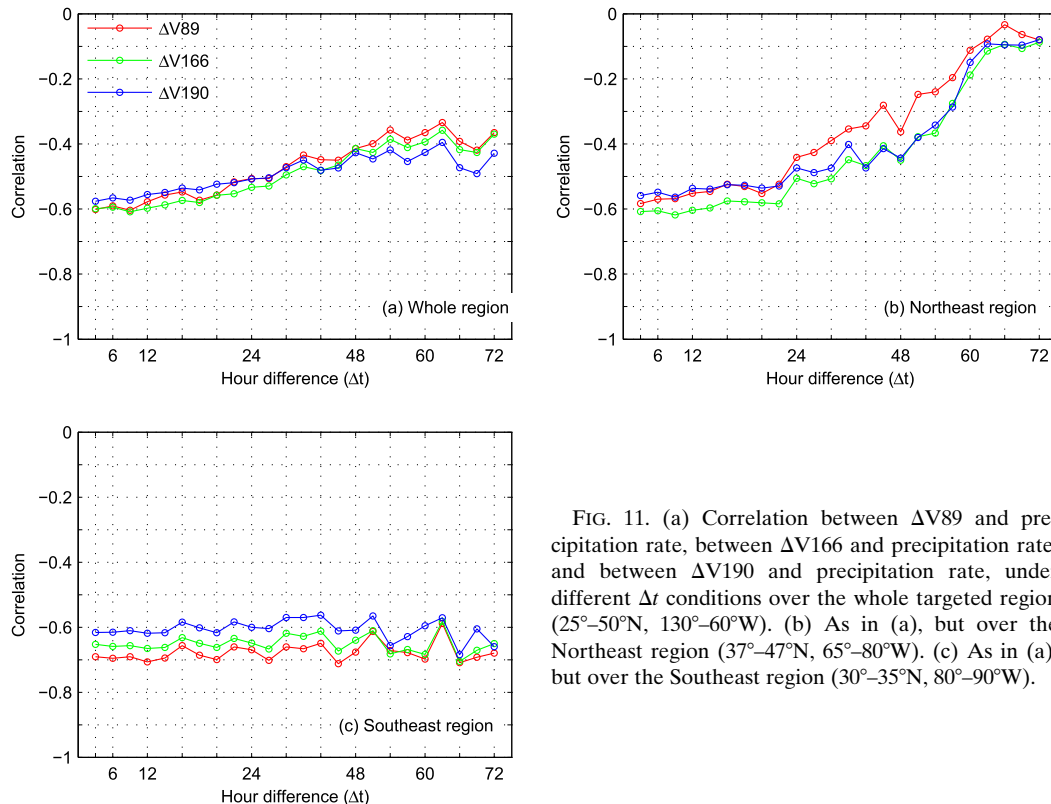 0
−0.2
−0.4
−0.6
−0.8
−1
Correlation
ΔV89
ΔV166
ΔV190
(a) Whole region
6 12 24 48 60 72
Hour difference (Δt)
0
−0.2
−0.4
−0.6
−0.8
−1
Correlation
(b) Northeast region
6 12 24 48 60 72
Hour difference (Δt)
0
−0.2
−0.4
−0.6
−0.8
−1
Correlation
(c) Southeast region
6 12 24 48 60 72
Hour difference (Δt)
FIG. 11. (a) Correlation between ΔV89 and pre
cipitation rate, between ΔV166 and precipitation rate
and between ΔV190 and precipitation rate, unde
different Δt conditions over the whole targeted region
(25°–50°N, 130°–60°W). (b) As in (a), but over the
Northeast region (37°–47°N, 65°–80°W). (c) As in (a)
but over the Southeast region (30°–35°N, 80°–90°W).